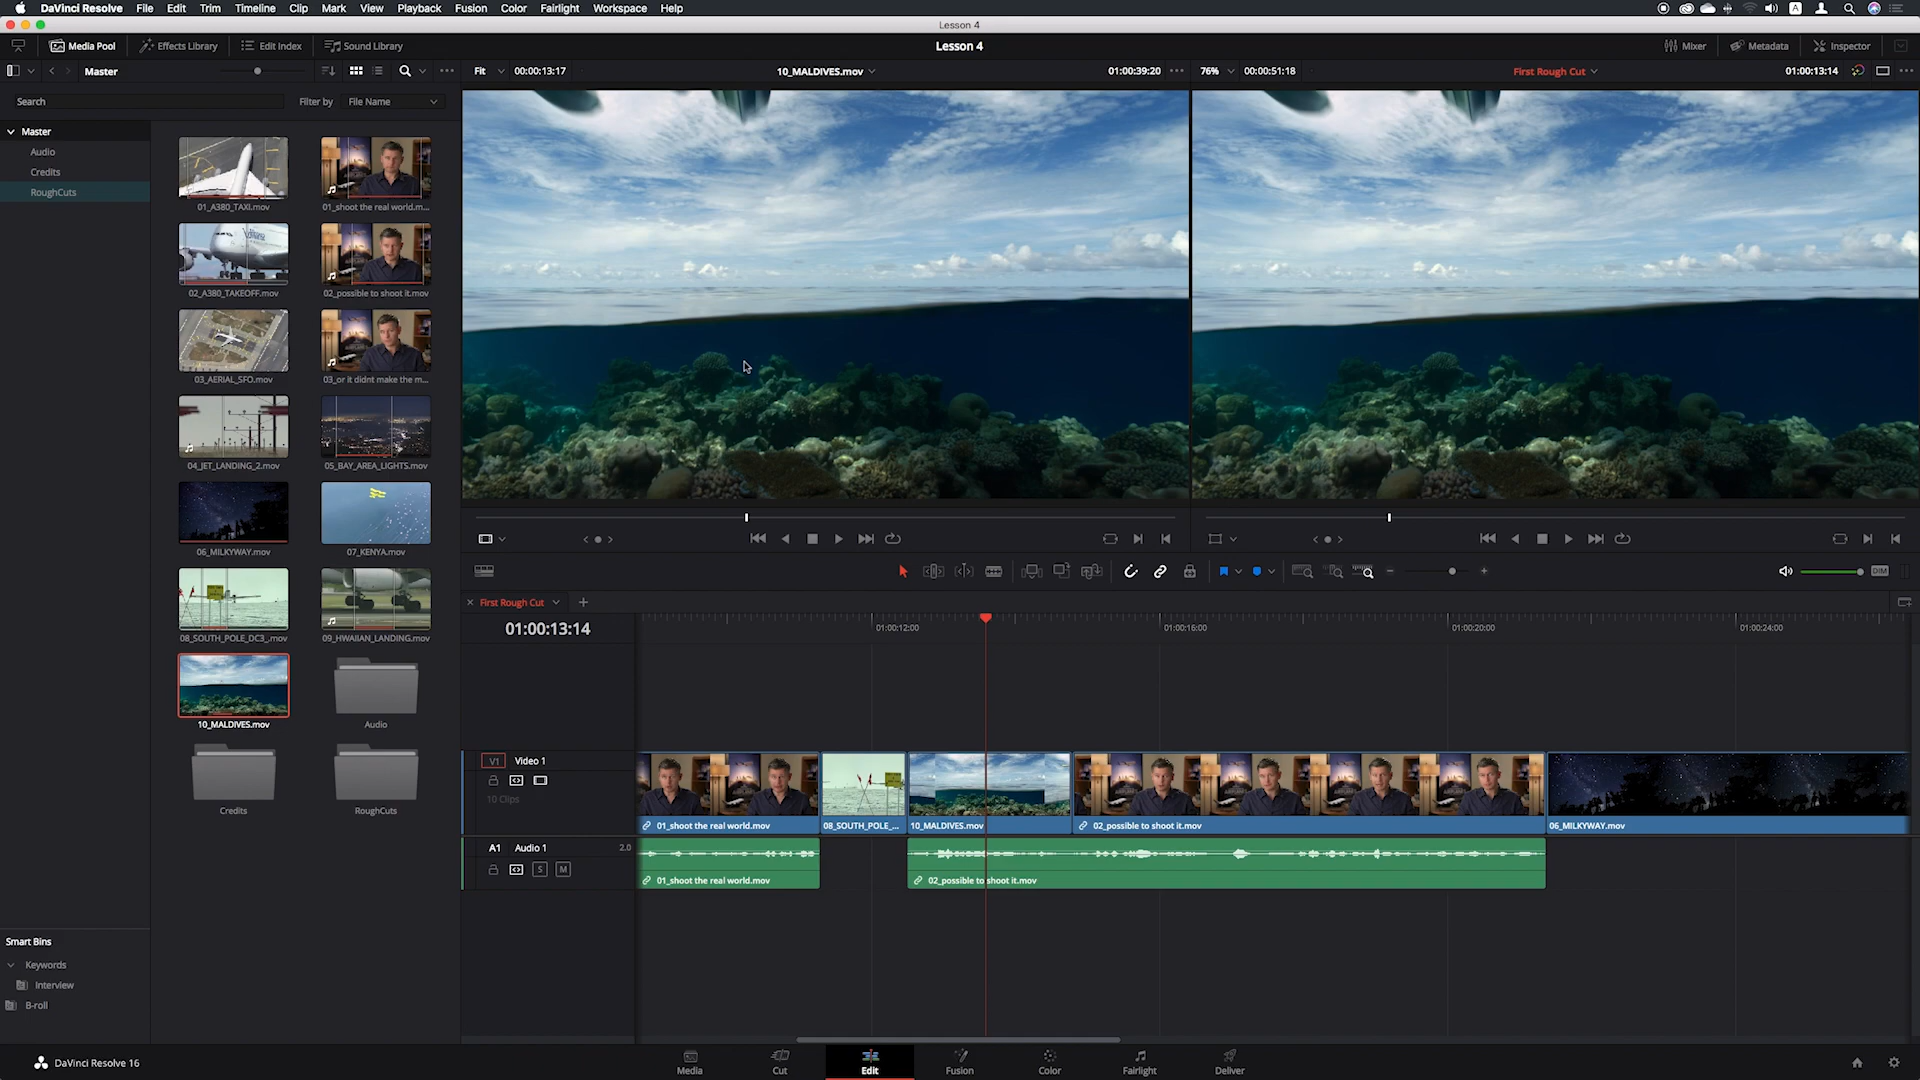 DaVinci Resolve File Edit Trim Timeline Clip Mark View Playback Fusion Color Fairlight Workspace Help A
Lesson 4
Media Pool Effects Library Edit Index Sound Library Lesson 4 Mixer Metadata Inspector
Master Fit 00:00:13:17 10_MALDIVES.mov 01:00:39:20 76% 00:00:51:18 First Rough Cut 01:00:13:14
Search Filter by File Name
Master
Audio
Credits
RoughCuts
01_A380_TAXI.mov 01_shoot the real world.m...
02_A380_TAKEOFF.mov 02_possible to shoot it.mov
03_AERIAL_SFO.mov 03_or it didnt make the m...
04_JET_LANDING_2.mov 05_BAY_AREA_LIGHTS.mov
06_MILKYWAY.mov 07_KENYA.mov
08_SOUTH_POLE_DC3_.mov 09_HWAIIAN_LANDING.mov
10_MALDIVES.mov Audio
Credits RoughCuts
DIM
First Rough Cut
01:00:13:14 01:00:12:00 01:00:16:00 01:00:20:00 01:00:24:00
V1 Video 1
10 Clips
01_shoot the real world.mov 08_SOUTH_POLE_... 10_MALDIVES.mov 02_possible to shoot it.mov 06_MILKYWAY.mov
A1 Audio 1 2.0
S M
01_shoot the real world.mov 02_possible to shoot it.mov
Smart Bins
Keywords
Interview
B-roll
DaVinci Resolve 16 Media Cut Edit Fusion Color Fairlight Deliver